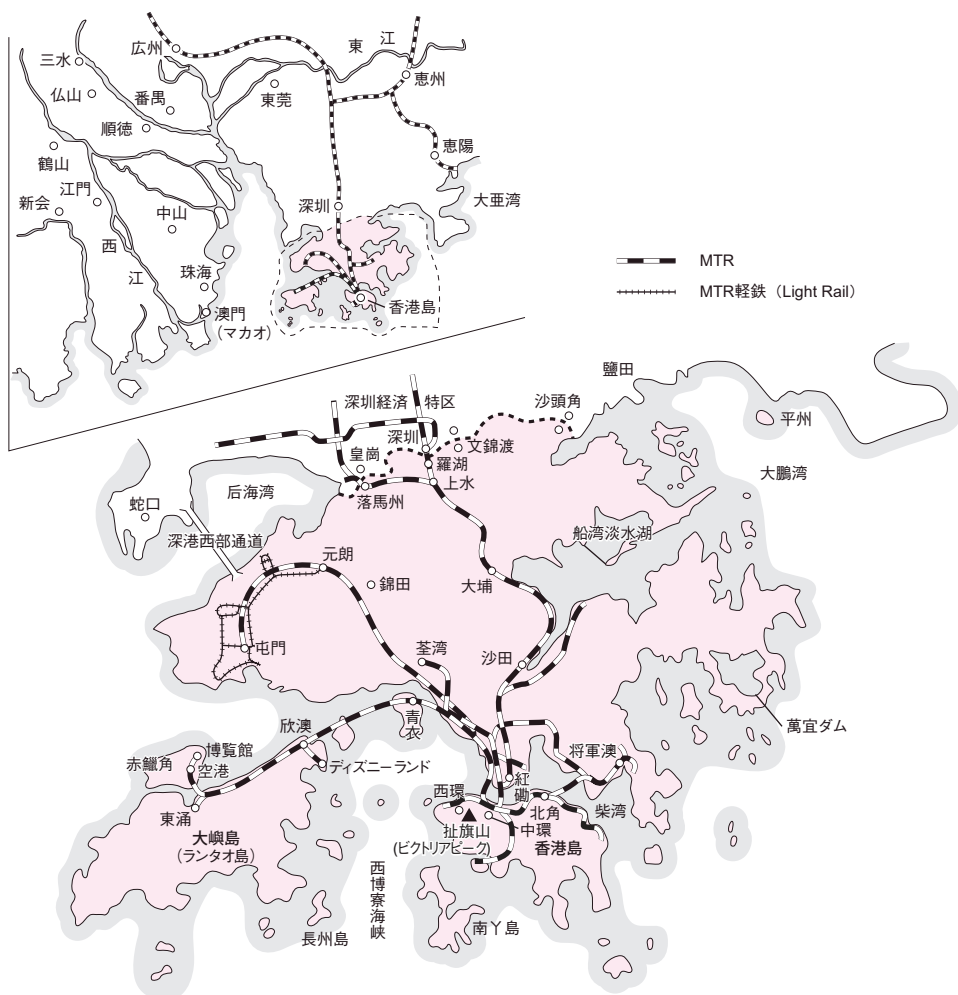 広州
東江
三水
恵州
仏山
番禺
東莞
順徳
恵陽
鶴山
江門
新会
深圳
大亜湾
中山
西江
珠海
香港島
澳門
(マカオ)
MTR
MTR軽鉄(Light Rail)
鹽田
深圳経済特区
沙頭角
平州
深圳
文錦渡
皇崗
羅湖
大鵬湾
上水
后海湾
落馬州
蛇口
深港西部通道
船湾淡水湖
元朗
錦田
大埔
屯門
荃湾
沙田
青衣
萬宜ダム
欣澳
博覧館
赤鱲角
空港
ディズニーランド
将軍澳
紅磡
西環
北角
柴湾
東涌
中環
扯旗山
(ビクトリアピーク)
香港島
大嶼島
(ランタオ島)
西博寮海峡
南丫島
長州島